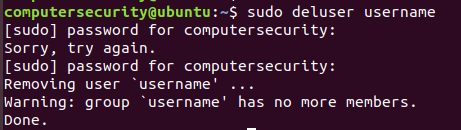 computersecurity@ubuntu:~$ sudo deluser username
[sudo] password for computersecurity:
Sorry, try again.
[sudo] password for computersecurity:
Removing user `username' ...
Warning: group `username' has no more members.
Done.